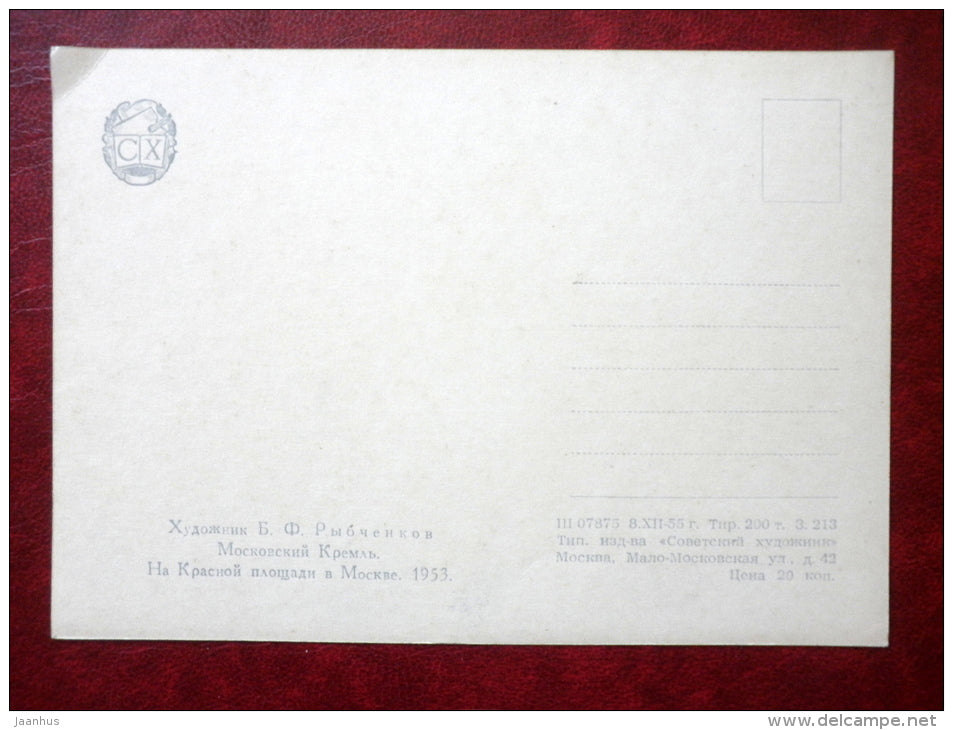 СХ
Художник Б. Ф. Рыбченков
Московский Кремль.
На Красной площади в Москве. 1953.
Ш 07875 8.XII-55 г. Тир. 200 т. З. 213
Тип. изд-ва «Советский художник»
Москва, Мало-Московская ул., д. 42
Цена 20 коп.
jaanhus
www.delcampe.net